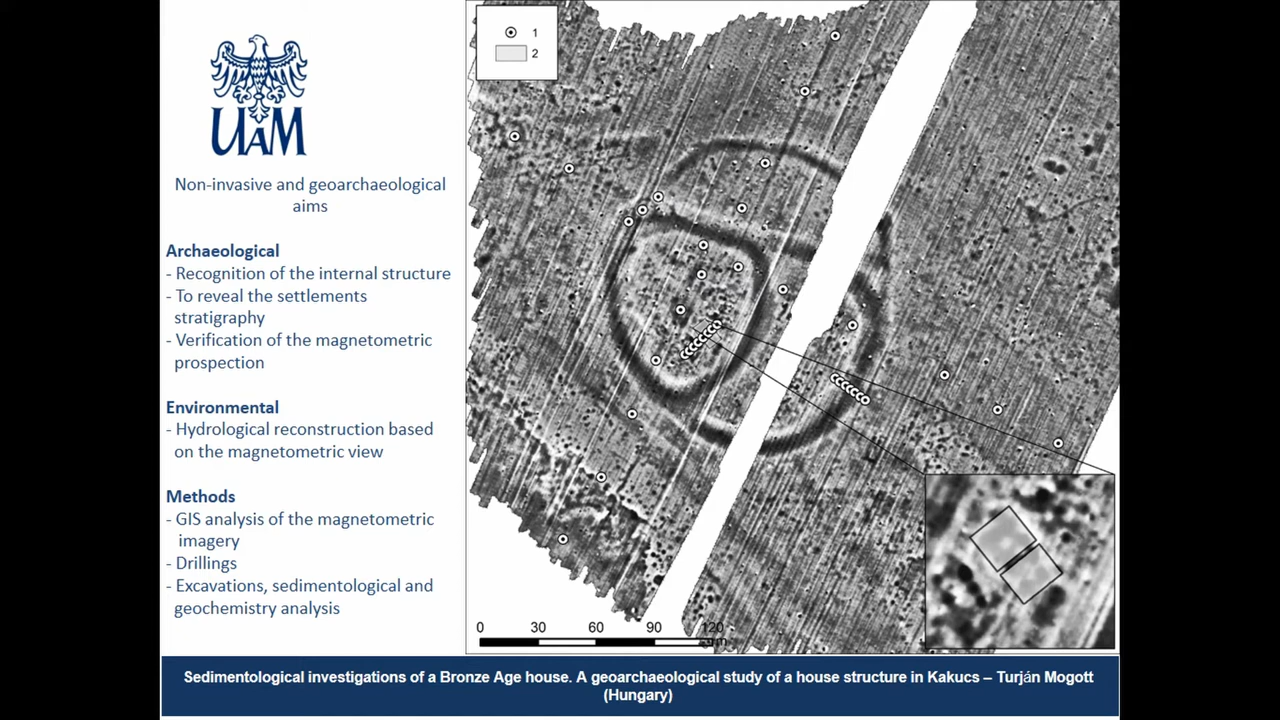 UAM
Non-invasive and geoarchaeological
aims
Archaeological
- Recognition of the internal structure
- To reveal the settlements
stratigraphy
- Verification of the magnetometric
prospection
Environmental
- Hydrological reconstruction based
on the magnetometric view
Methods
- GIS analysis of the magnetometric
imagery
- Drillings
- Excavations, sedimentological and
geochemistry analysis
1
2
0 30 60 90 120
Sedimentological investigations of a Bronze Age house. A geoarchaeological study of a house structure in Kakucs – Turján Mogott
(Hungary)